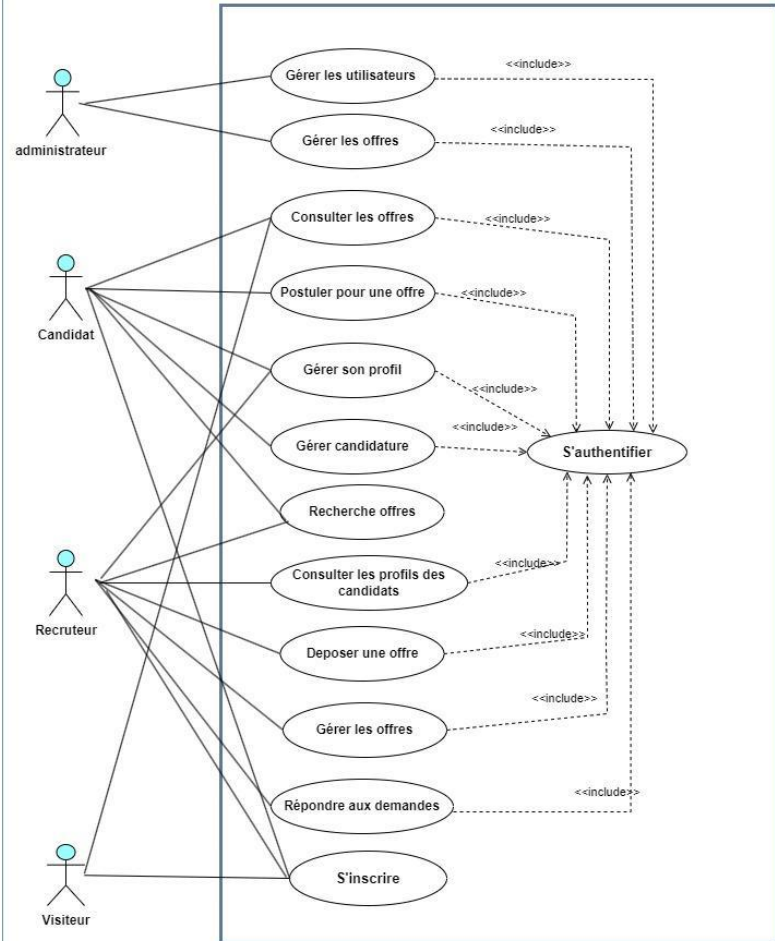 Gérer les utilisateurs
<<include>>
administrateur
Gérer les offres
<<include>>
Consulter les offres
<<include>>
Candidat
Postuler pour une offre
<<include>>
Gérer son profil
<<include>>
Gérer candidature
<<include>>
S'authentifier
Recherche offres
Recruteur
Consulter les profils des
candidats
<<include>>
Deposer une offre
<<include>>
Gérer les offres
<<include>>
Rèpondre aux demandes
<<include>>
S'inscrire
Visiteur